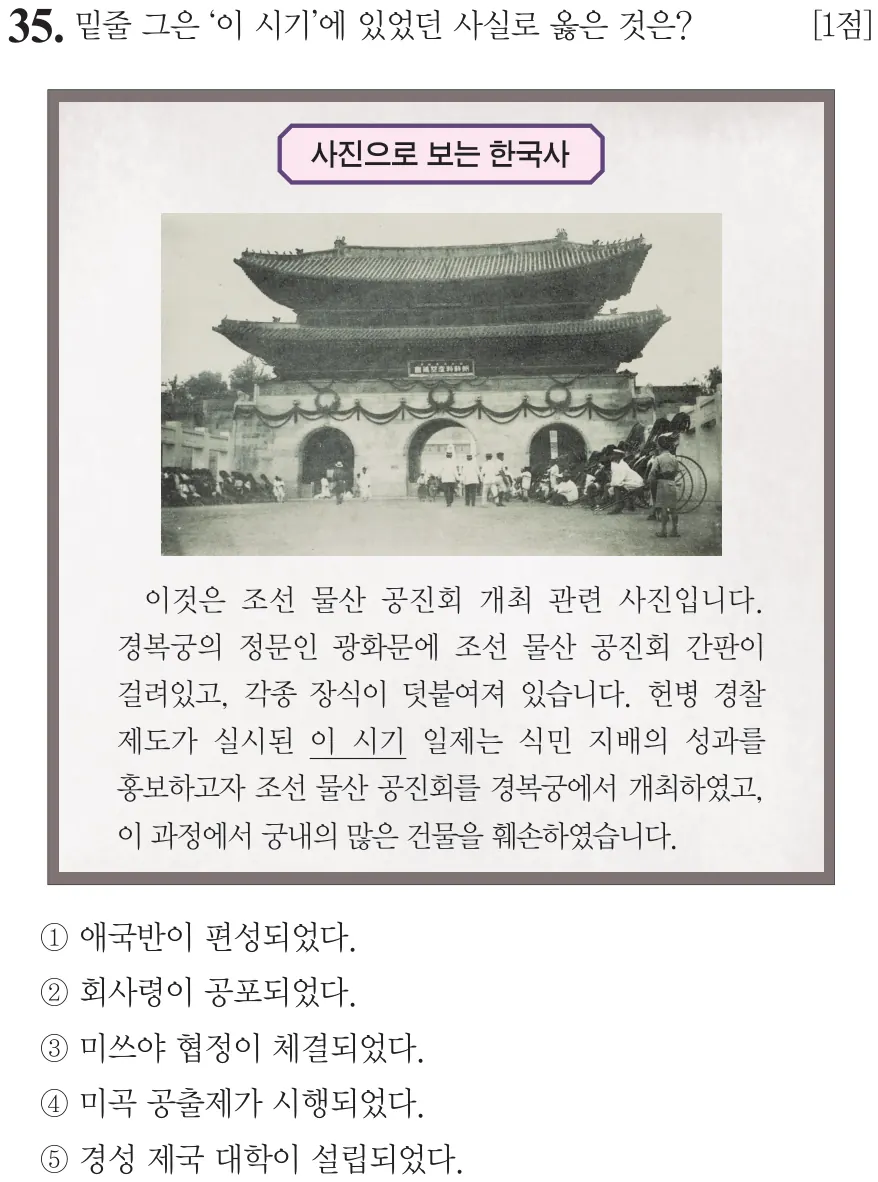 35. 밑줄 그은 ‘이 시기’에 있었던 사실로 옳은 것은? [1점]
사진으로 보는 한국사
이것은 조선 물산 공진회 개최 관련 사진입니다.
경복궁의 정문인 광화문에 조선 물산 공진회 간판이
걸려있고, 각종 장식이 덧붙여져 있습니다. 헌병 경찰
제도가 실시된 이 시기 일제는 식민 지배의 성과를
홍보하고자 조선 물산 공진회를 경복궁에서 개최하였고,
이 과정에서 궁내의 많은 건물을 훼손하였습니다.
① 애국반이 편성되었다.
② 회사령이 공포되었다.
③ 미쓰야 협정이 체결되었다.
④ 미곡 공출제가 시행되었다.
⑤ 경성 제국 대학이 설립되었다.